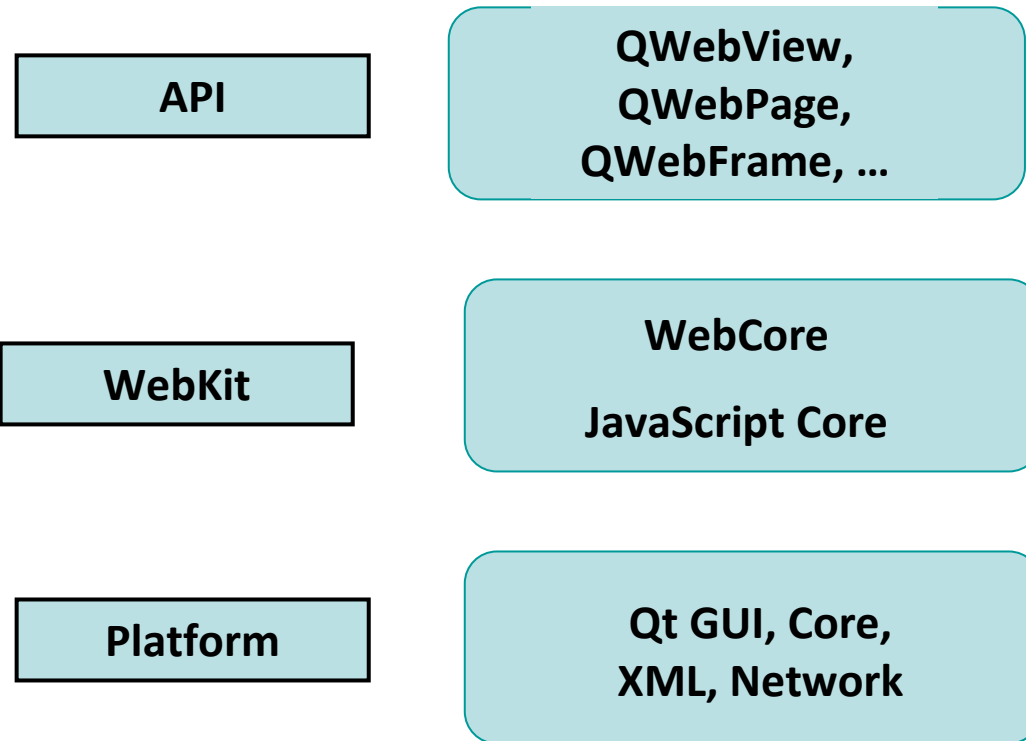 API
QWebView,
QWebPage,
QWebFrame, …
WebKit
WebCore
JavaScript Core
Platform
Qt GUI, Core,
XML, Network